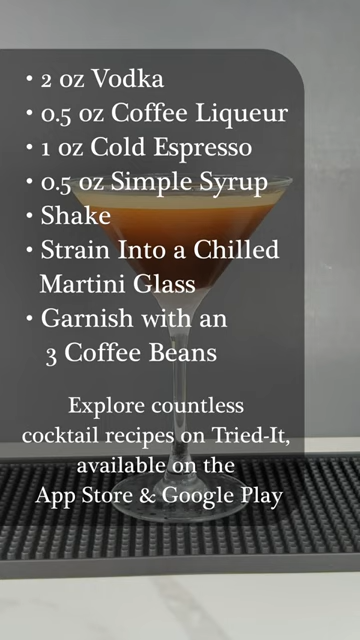 • 2 oz Vodka
• 0.5 oz Coffee Liqueur
• 1 oz Cold Espresso
• 0.5 oz Simple Syrup
• Shake
• Strain Into a Chilled
Martini Glass
• Garnish with an
3 Coffee Beans
Explore countless
cocktail recipes on Tried-It,
available on the
App Store & Google Play